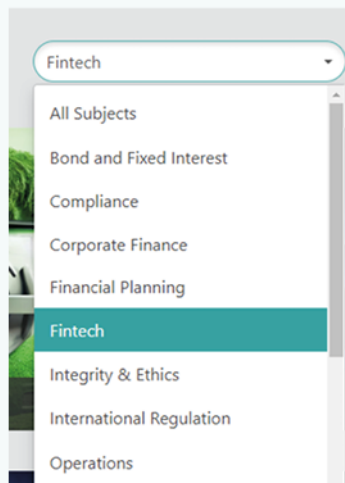 Fintech
All Subjects
Bond and Fixed Interest
Compliance
Corporate Finance
Financial Planning
Fintech
Integrity & Ethics
International Regulation
Operations